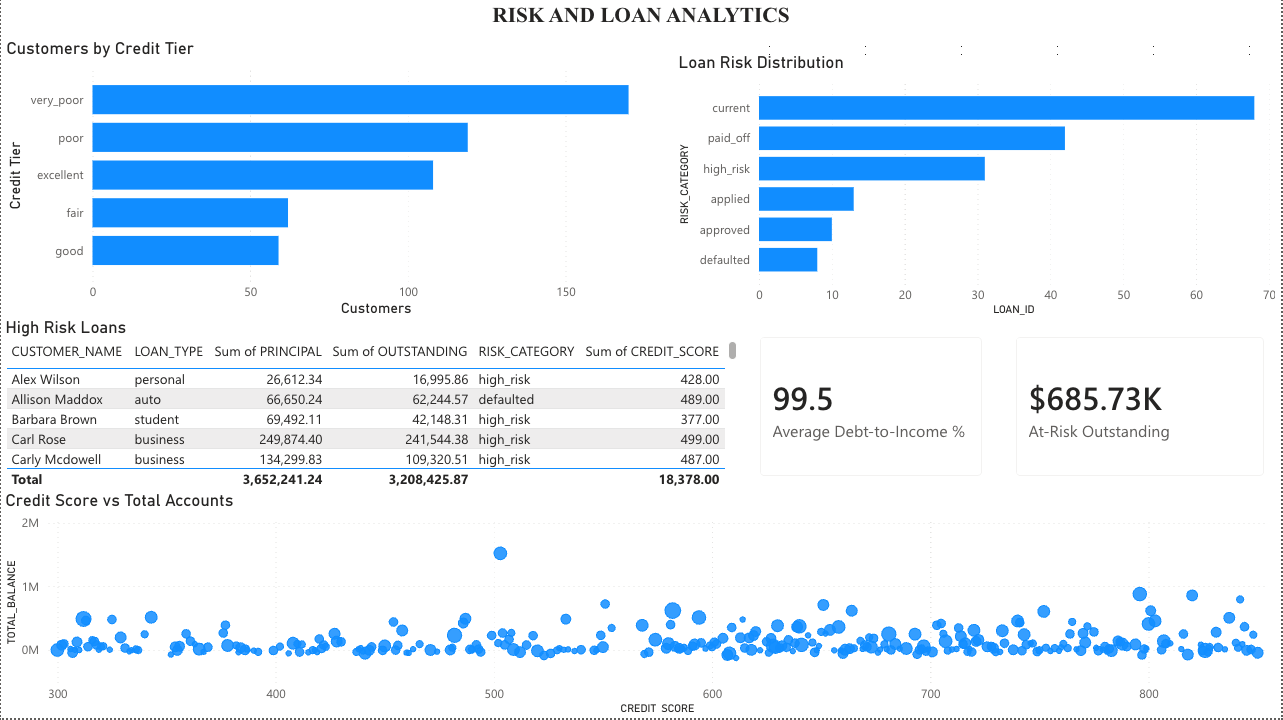 RISK AND LOAN ANALYTICS
Customers by Credit Tier
Credit Tier
very_poor
poor
excellent
fair
good
0 50 100 150
Customers
Loan Risk Distribution
RISK_CATEGORY
current
paid_off
high_risk
applied
approved
defaulted
0 10 20 30 40 50 60 70
LOAN_ID
High Risk Loans
CUSTOMER_NAME LOAN_TYPE Sum of PRINCIPAL Sum of OUTSTANDING RISK_CATEGORY Sum of CREDIT_SCORE
Alex Wilson personal 26,612.34 16,995.86 high_risk 428.00
Allison Maddox auto 66,650.24 62,244.57 defaulted 489.00
Barbara Brown student 69,492.11 42,148.31 high_risk 377.00
Carl Rose business 249,874.40 241,544.38 high_risk 499.00
Carly Mcdowell business 134,299.83 109,320.51 high_risk 487.00
Total 3,652,241.24 3,208,425.87 18,378.00
99.5
Average Debt-to-Income %
$685.73K
At-Risk Outstanding
Credit Score vs Total Accounts
TOTAL_BALANCE
2M
1M
0M
300 400 500 600 700 800
CREDIT_SCORE